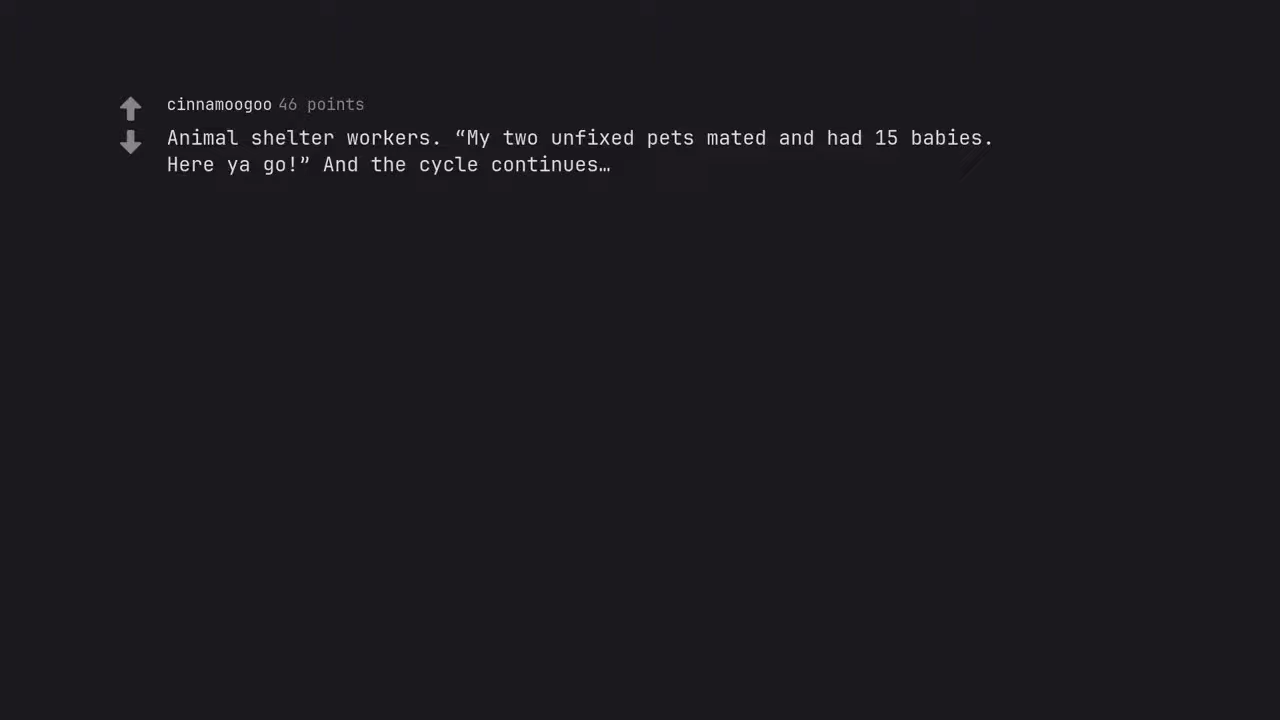 cinnamoogoo 46 points
Animal shelter workers. “My two unfixed pets mated and had 15 babies.
Here ya go!” And the cycle continues…